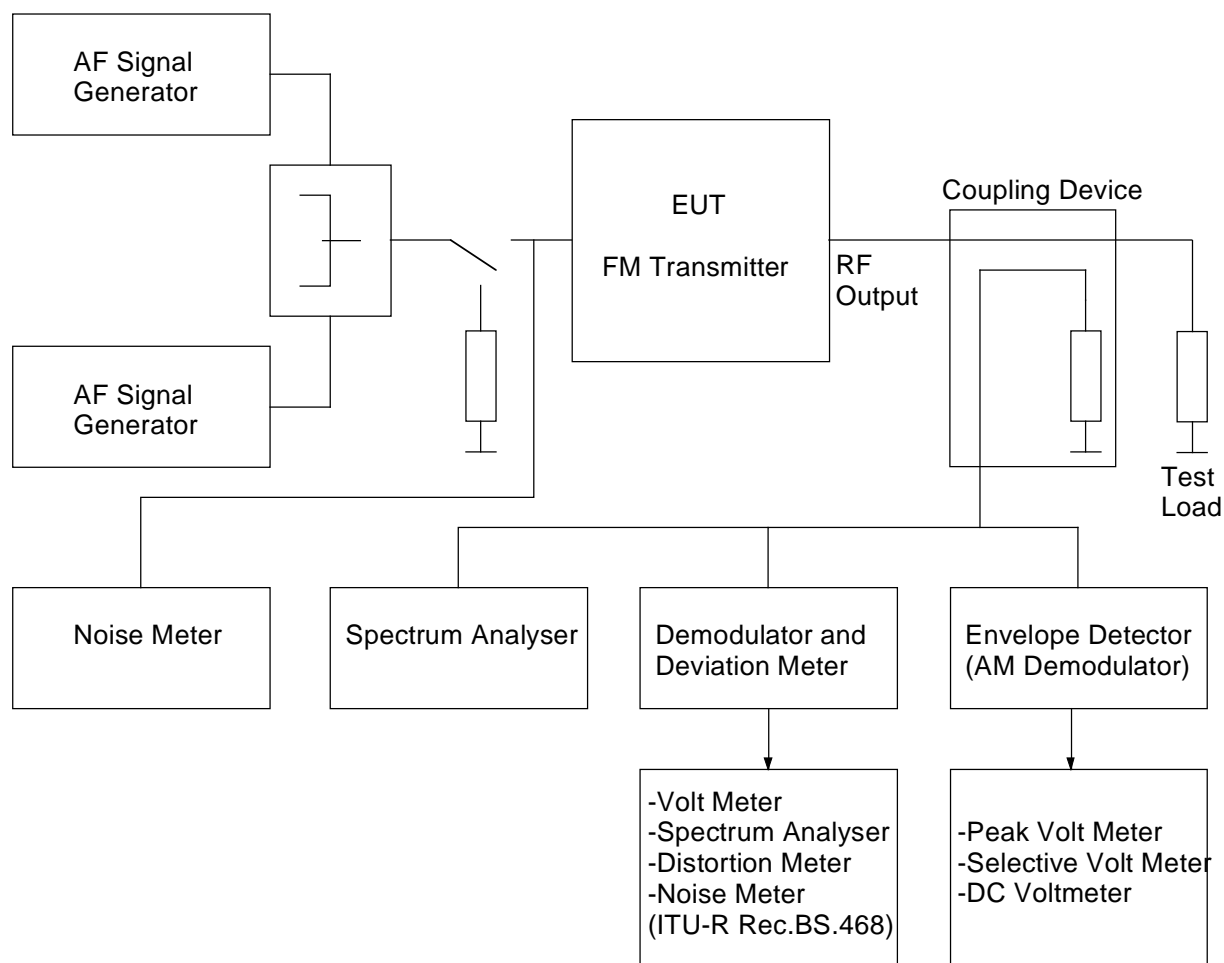 AF Signal
Generator
EUT
FM Transmitter
Coupling Device
RF
Output
AF Signal
Generator
Test
Load
Noise Meter
Spectrum Analyser
Demodulator and
Deviation Meter
Envelope Detector
(AM Demodulator)
-Volt Meter
-Spectrum Analyser
-Distortion Meter
-Noise Meter
(ITU-R Rec.BS.468)
-Peak Volt Meter
-Selective Volt Meter
-DC Voltmeter